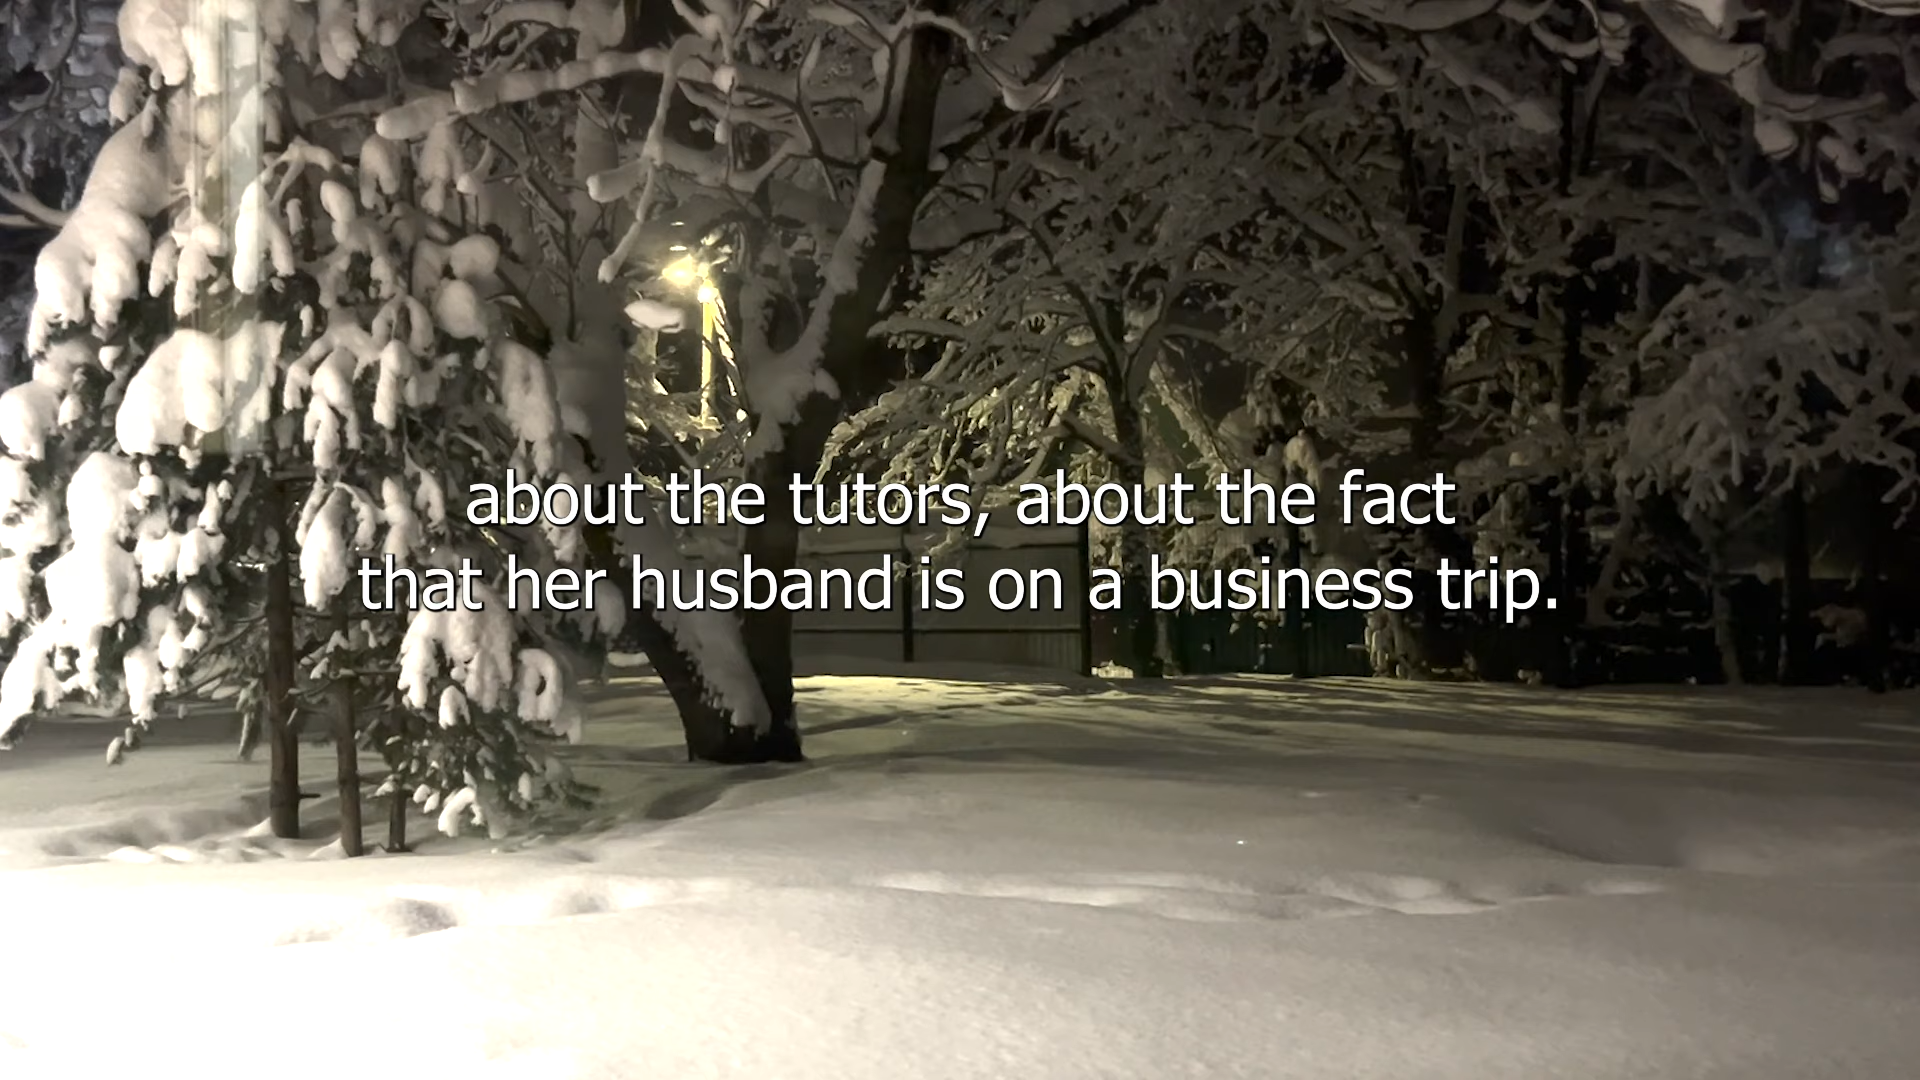 about the tutors, about the fact
that her husband is on a business trip.